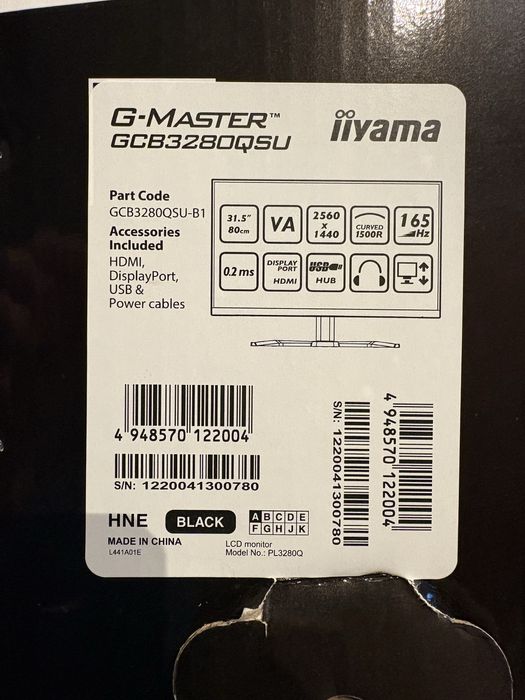 G-MASTER™
GCB3280QSU
iiyama
Part Code
GCB3280QSU-B1
Accessories
Included
HDMI,
DisplayPort,
USB &
Power cables
31.5"
80cm
VA
2560
x
1440
CURVED
1500R
165
Hz
0.2 ms
DISPLAY
PORT
HDMI
USB
HUB
4 948570 122004
S/N: 1220041300780
S/N: 1220041300780
4 948570 122004
HNE
BLACK
A B C D E
F G H J K
MADE IN CHINA
L441A01E
LCD monitor
Model No.: PL3280Q